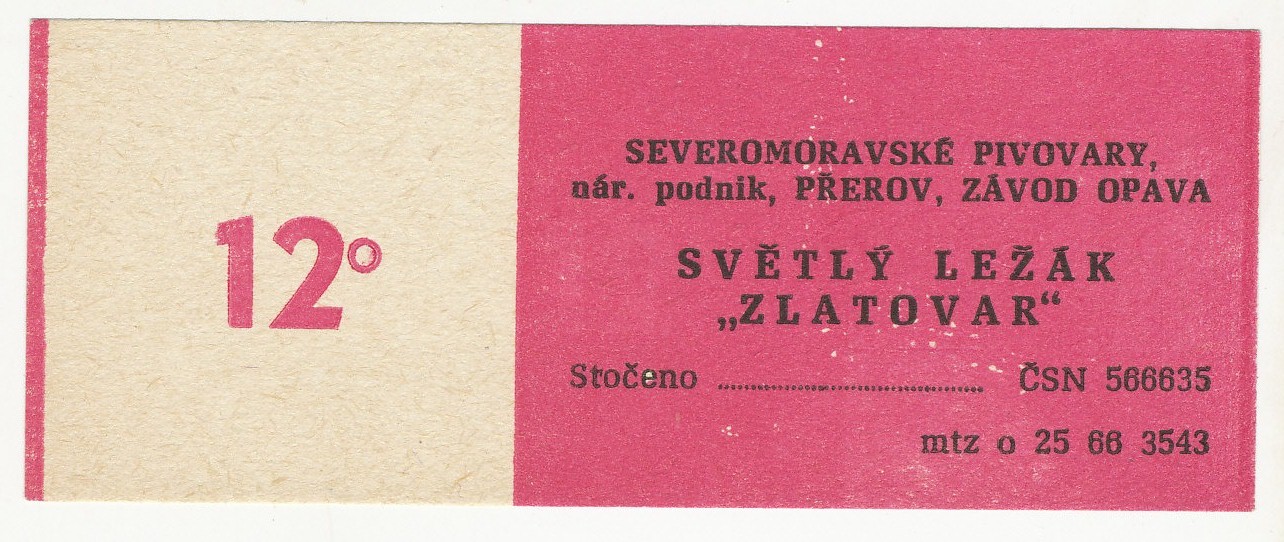 12°
SEVEROMORAVSKÉ PIVOVARY,
nár. podnik, PŘEROV, ZÁVOD OPAVA
SVĚTLÝ LEŽÁK
„ZLATOVAR“
Stočeno ........................................ ČSN 566635
mtz o 25 66 3543